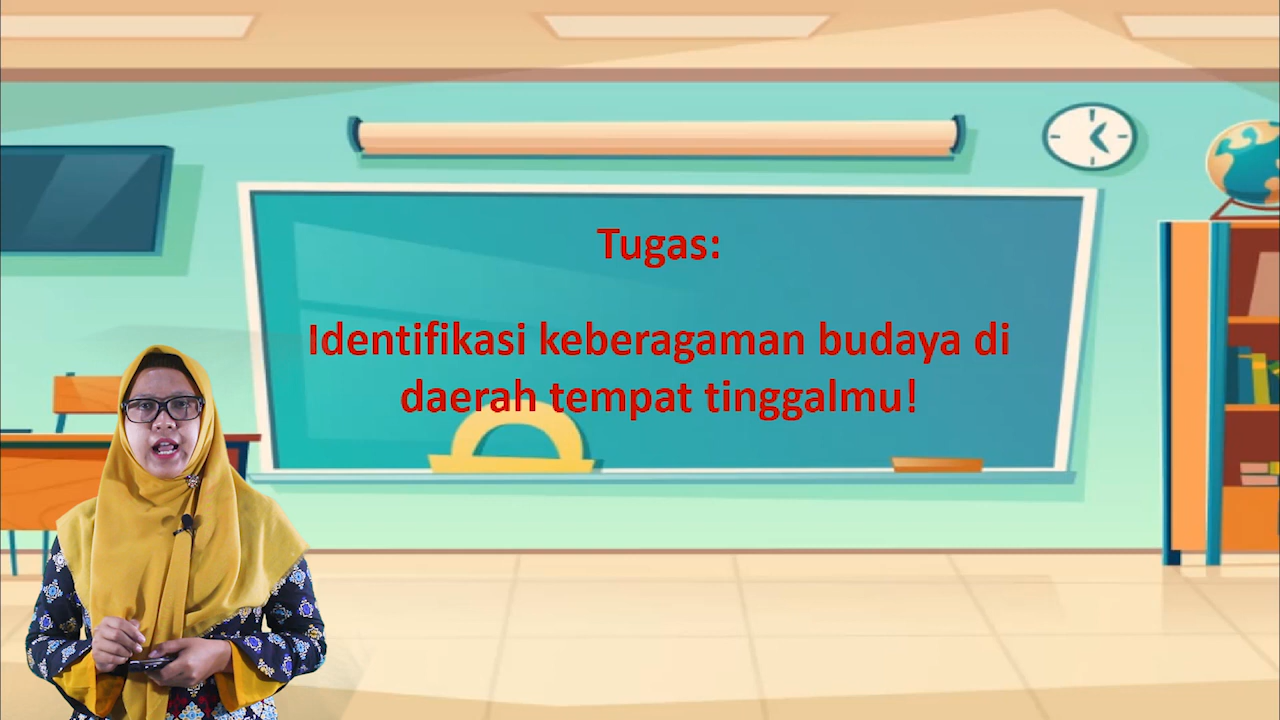 Tugas:
Identifikasi keberagaman budaya di
daerah tempat tinggalmu!